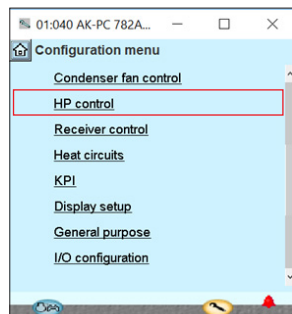 01:040 AK-PC 782A...
Configuration menu
Condenser fan control
HP control
Receiver control
Heat circuits
KPI
Display setup
General purpose
I/O configuration